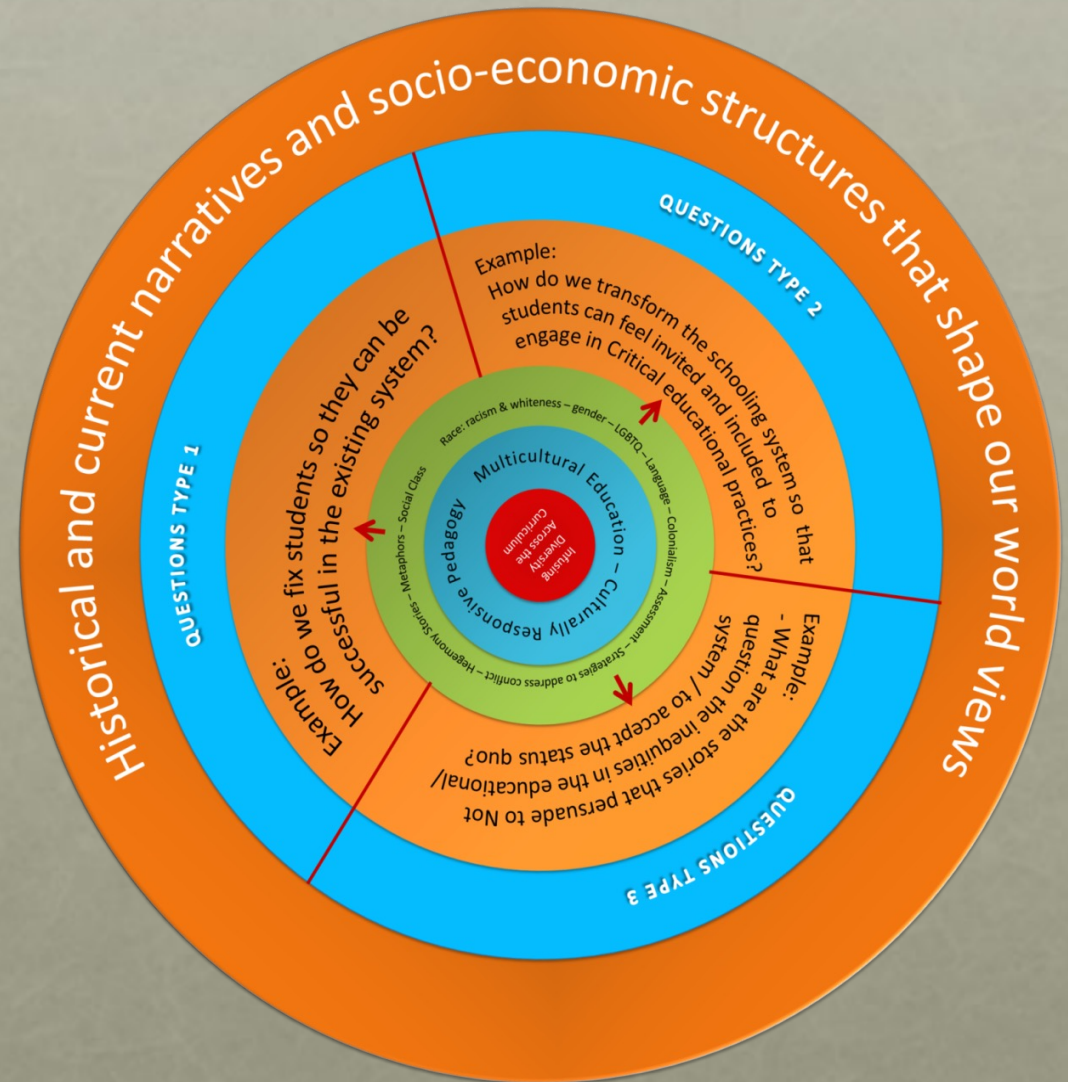 Historical and current narratives and socio-economic structures that shape our world views
QUESTIONS TYPE 1
Example:
How do we fix students so they can be
successful in the existing system?
QUESTIONS TYPE 2
Example:
How do we transform the schooling system so that
students can feel invited and included to
engage in Critical educational practices?
QUESTIONS TYPE 3
Example:
- What are the stories that persuade to Not
question the inequities in the educational/
system / to accept the status quo?
Race: racism & whiteness – gender – LGBTQ – Language – Colonialism – Assessment – Strategies to address conflict – Hegemony Stories – Metaphors – Social Class
Multicultural Education – Culturally Responsive Pedagogy
Infusing
Diversity
Across the
Curriculum